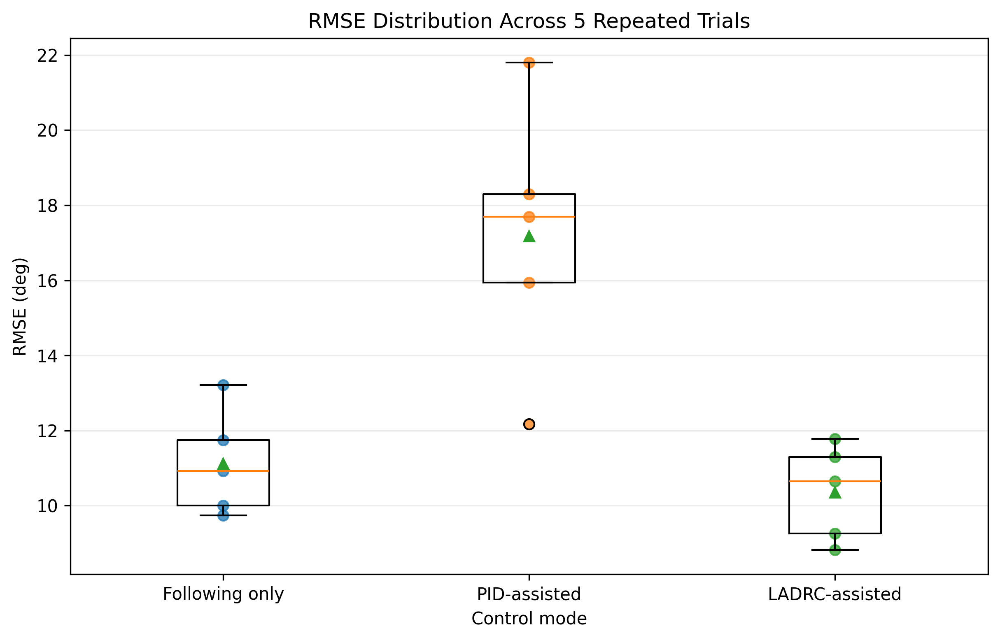 RMSE Distribution Across 5 Repeated Trials
RMSE (deg)
22
20
18
16
14
12
10
Following only
PID-assisted
LADRC-assisted
Control mode